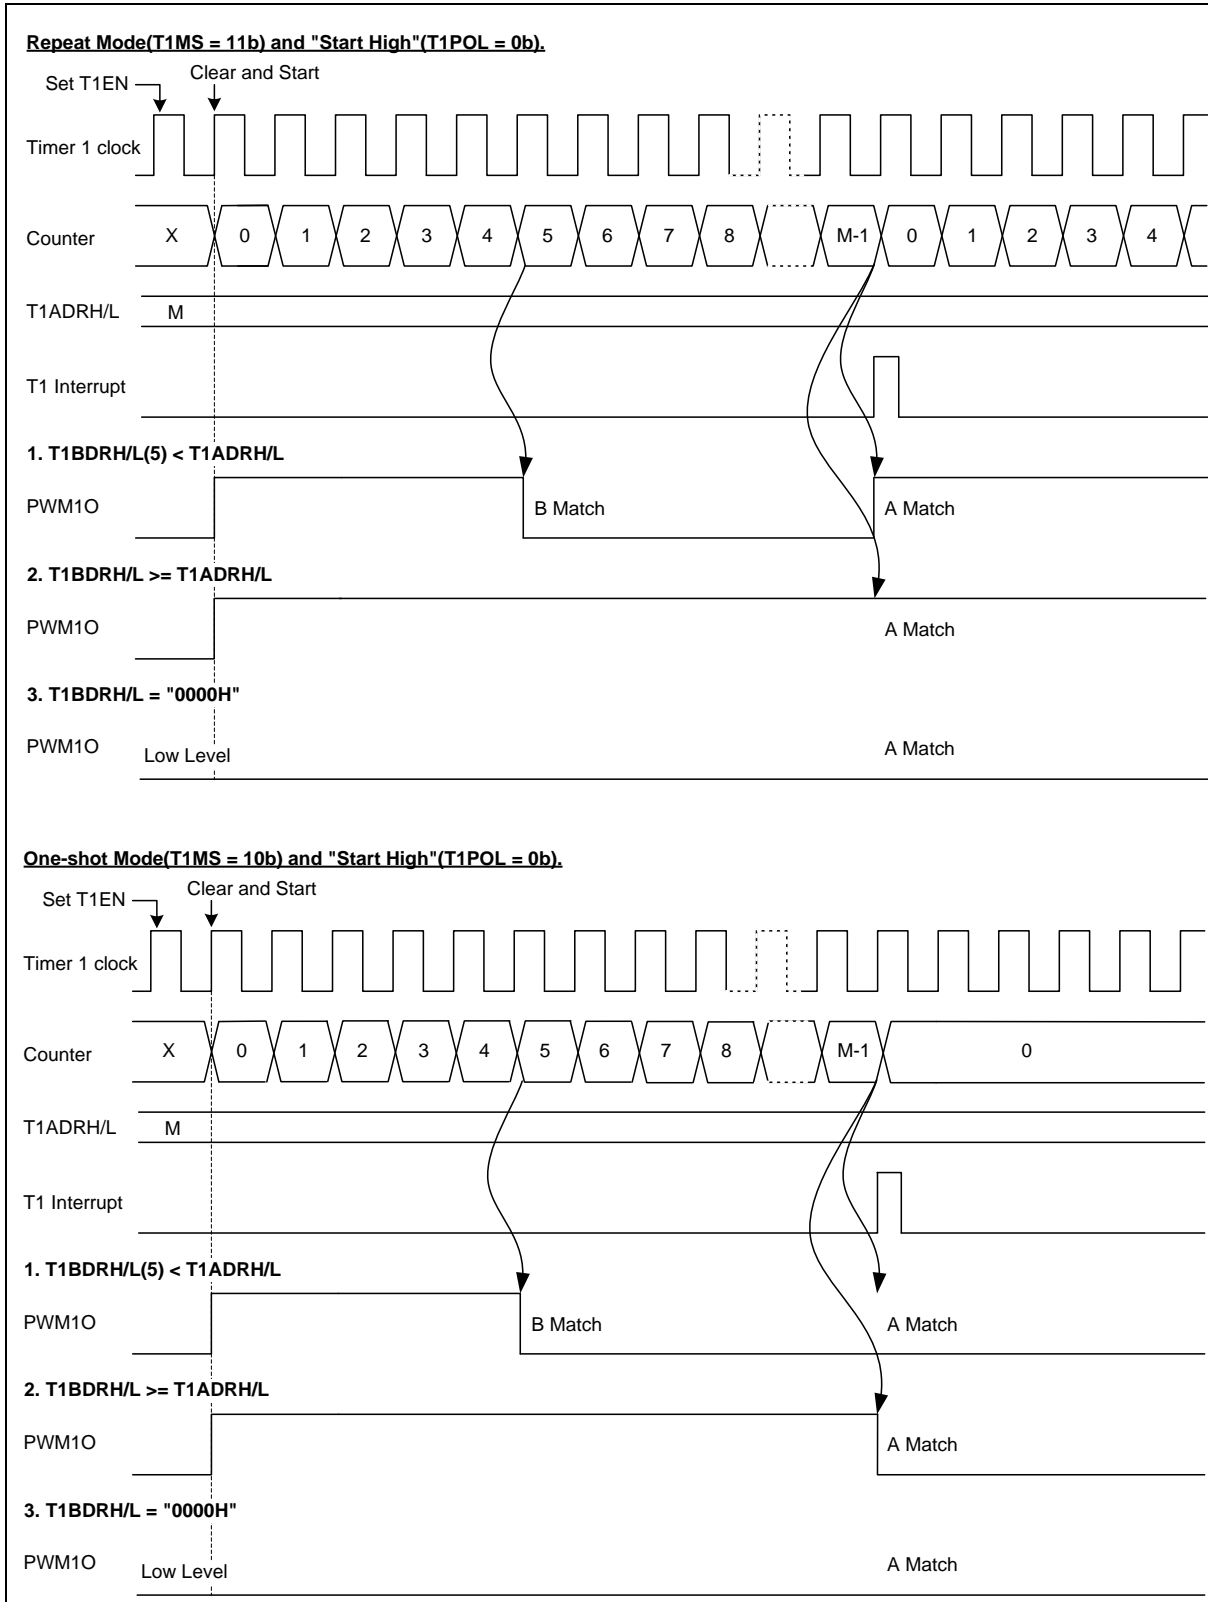 Repeat Mode(T1MS = 11b) and "Start High"(T1POL = 0b).
Set T1EN
Clear and Start
Timer 1 clock
Counter X 0 1 2 3 4 5 6 7 8 M-1 0 1 2 3 4
T1ADRH/L M
T1 Interrupt
1. T1BDRH/L(5) < T1ADRH/L
PWM1O B Match A Match
2. T1BDRH/L >= T1ADRH/L
PWM1O A Match
3. T1BDRH/L = "0000H"
PWM1O Low Level A Match
One-shot Mode(T1MS = 10b) and "Start High"(T1POL = 0b).
Set T1EN
Clear and Start
Timer 1 clock
Counter X 0 1 2 3 4 5 6 7 8 M-1 0
T1ADRH/L M
T1 Interrupt
1. T1BDRH/L(5) < T1ADRH/L
PWM1O B Match A Match
2. T1BDRH/L >= T1ADRH/L
PWM1O A Match
3. T1BDRH/L = "0000H"
PWM1O Low Level A Match